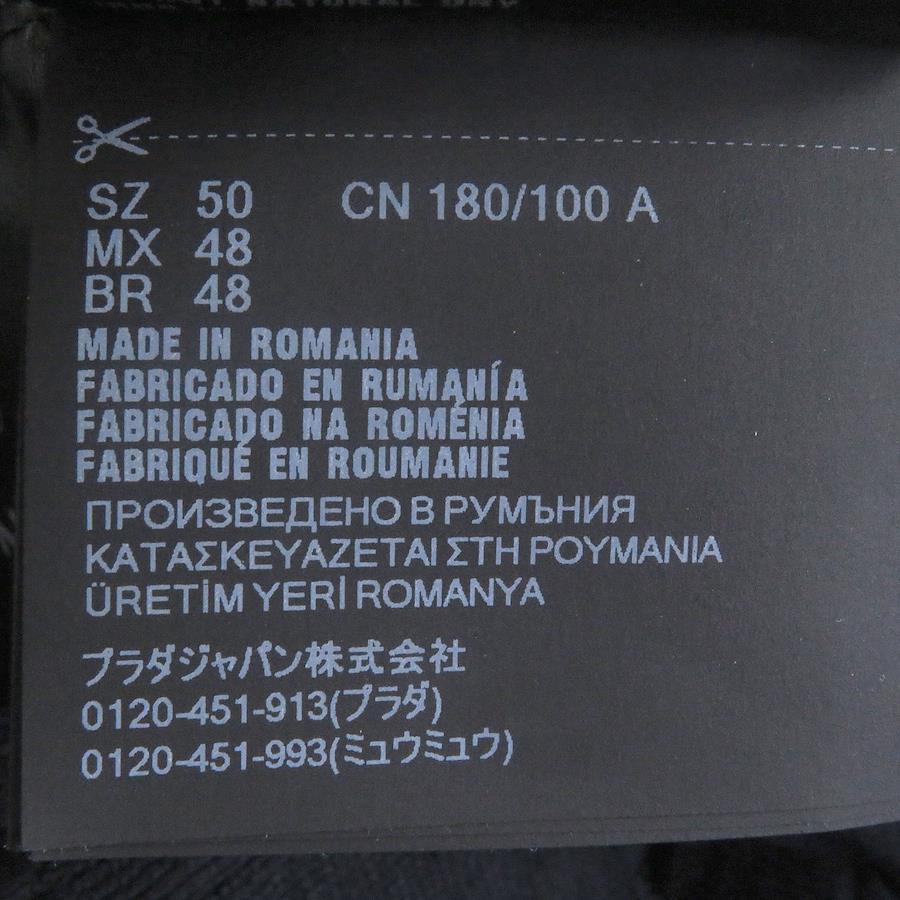 SZ 50 CN 180/100 A
MX 48
BR 48
MADE IN ROMANIA
FABRICADO EN RUMANÍA
FABRICADO NA ROMÊNIA
FABRIQUÉ EN ROUMANIE
ПРОИЗВЕДЕНО В РУМЪНИЯ
ΚΑΤΑΣΚΕΥΑΖΕΤΑΙ ΣΤΗ ΡΟΥΜΑΝΙΑ
ÜRETİM YERİ ROMANYA
プラダジャパン株式会社
0120-451-913(プラダ)
0120-451-993(ミュウミュウ)